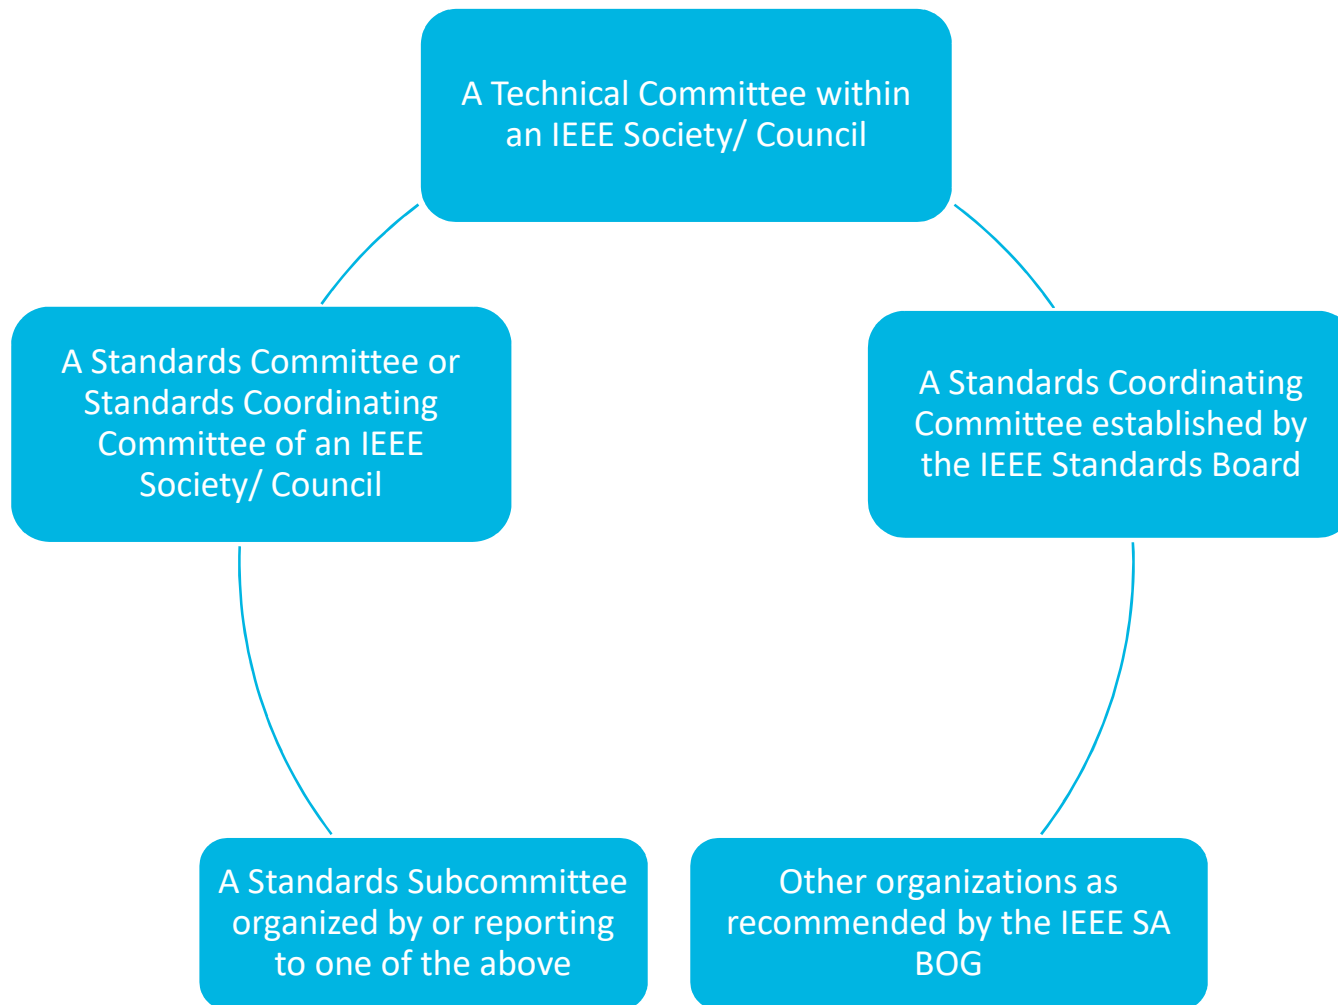 A Technical Committee within
an IEEE Society/ Council
A Standards Committee or
Standards Coordinating
Committee of an IEEE
Society/ Council
A Standards Coordinating
Committee established by
the IEEE Standards Board
A Standards Subcommittee
organized by or reporting
to one of the above
Other organizations as
recommended by the IEEE SA
BOG